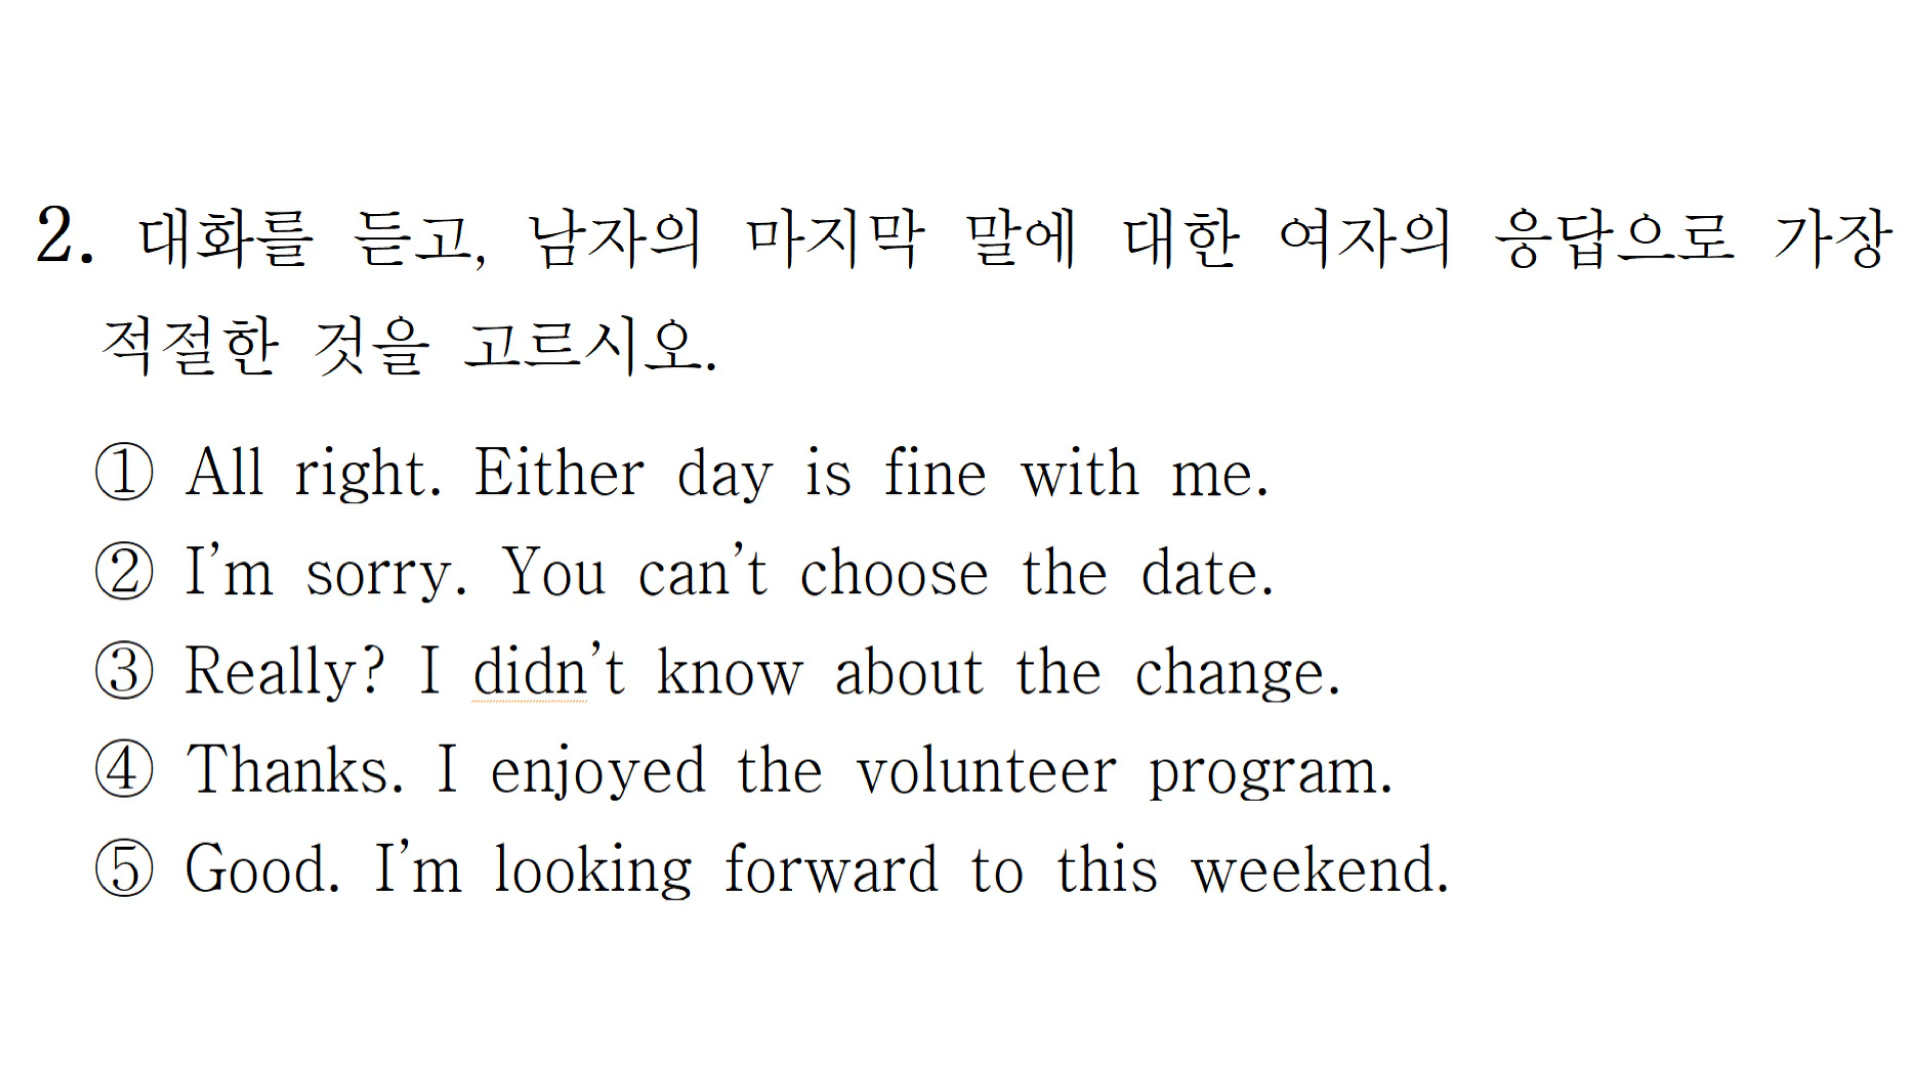 2. 대화를 듣고, 남자의 마지막 말에 대한 여자의 응답으로 가장
적절한 것을 고르시오.
① All right. Either day is fine with me.
② I’m sorry. You can’t choose the date.
③ Really? I didn’t know about the change.
④ Thanks. I enjoyed the volunteer program.
⑤ Good. I’m looking forward to this weekend.